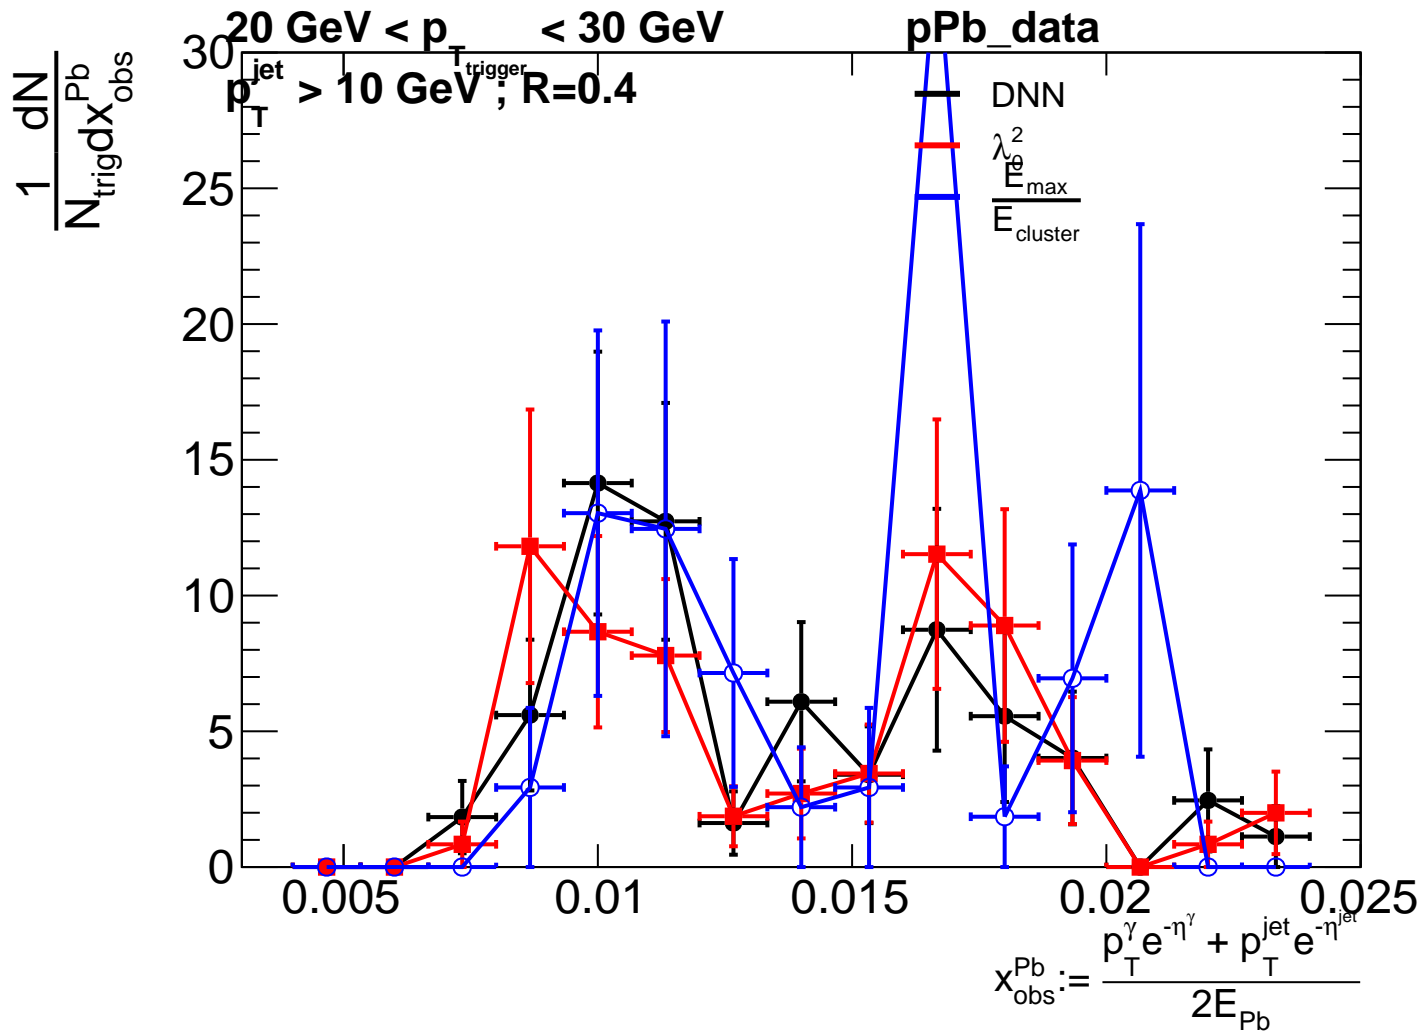 20 GeV < p_T_trigger < 30 GeV pPb_data
p_T^jet > 10 GeV ; R=0.4
1 dN
N_trig dx_obs^Pb
DNN
λ_0^2
E_max
E_cluster
30
25
20
15
10
5
0
0.005 0.01 0.015 0.02 0.025
p_T^γ e^-η^γ + p_T^jet e^-η^jet
x_obs^Pb :=
2E_Pb